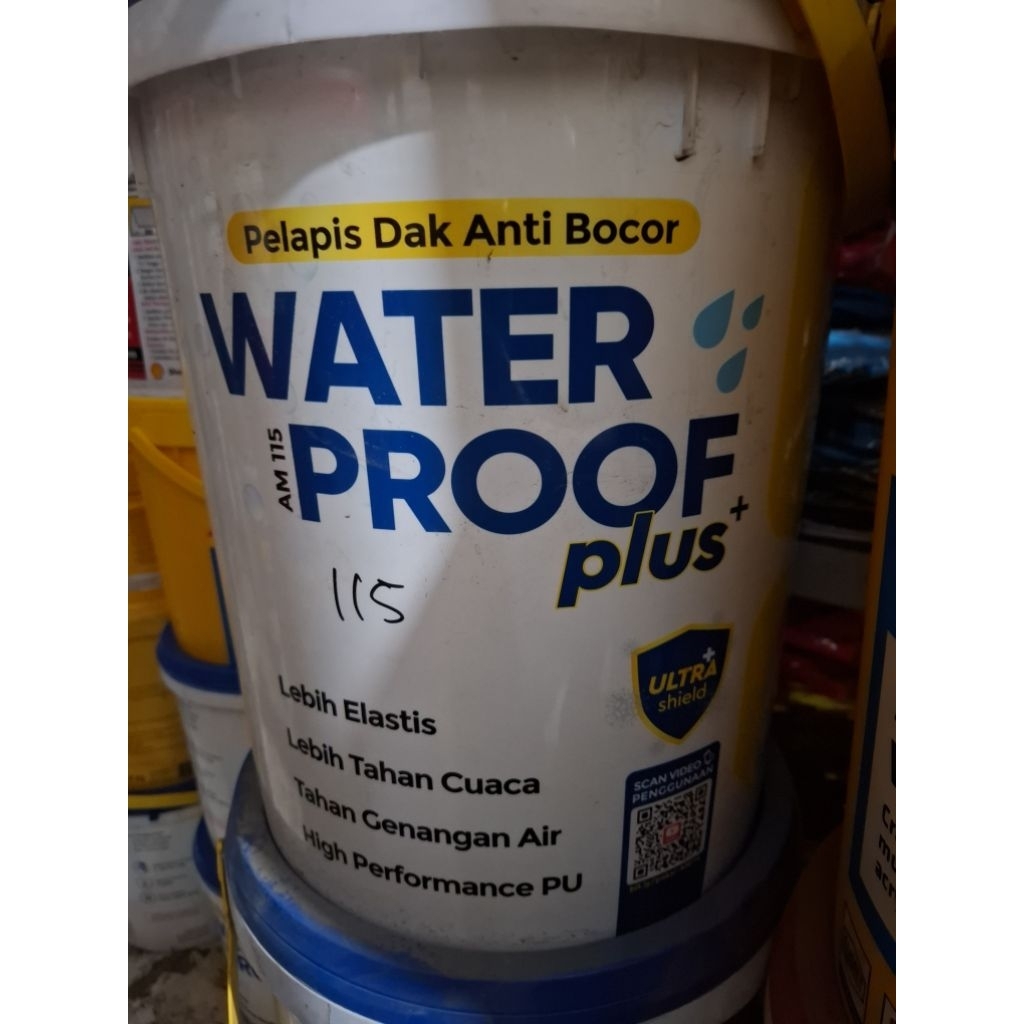 Pelapis Dak Anti Bocor
WATER
AM 115
PROOF
plus+
115
ULTRA
shield
Lebih Elastis
Lebih Tahan Cuaca
Tahan Genangan Air
High Performance PU
SCAN VIDEO
PENGGUNAAN